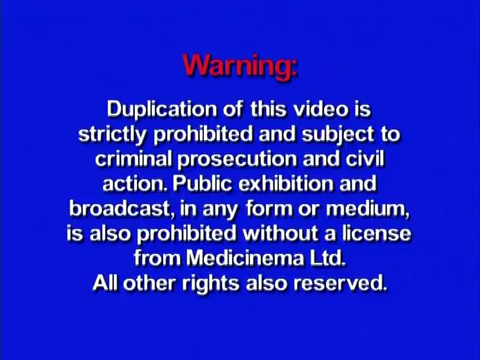 Warning:
Duplication of this video is
strictly prohibited and subject to
criminal prosecution and civil
action. Public exhibition and
broadcast, in any form or medium,
is also prohibited without a license
from Medicinema Ltd.
All other rights also reserved.